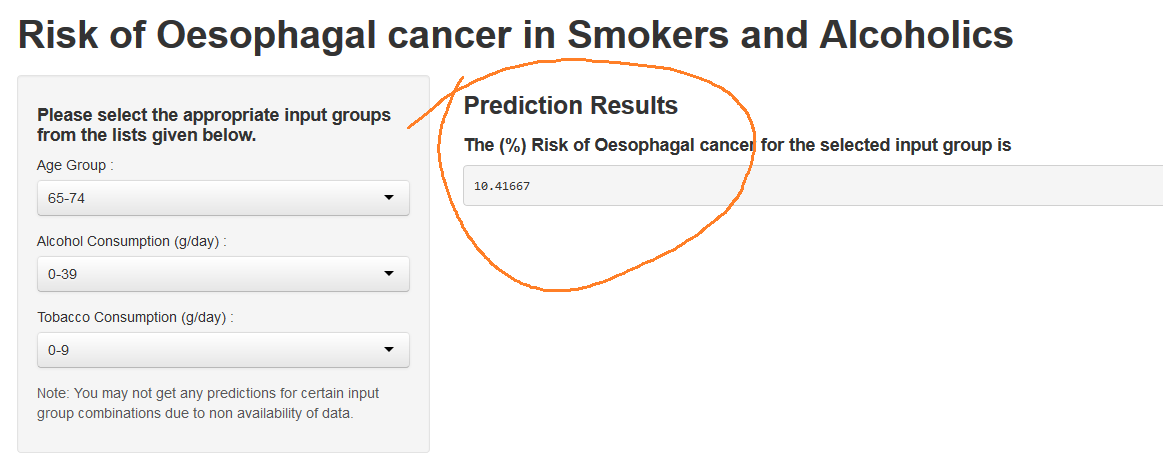 Risk of Oesophagal cancer in Smokers and Alcoholics
Please select the appropriate input groups
from the lists given below.
Age Group :
65-74
Alcohol Consumption (g/day) :
0-39
Tobacco Consumption (g/day) :
0-9
Note: You may not get any predictions for certain input
group combinations due to non availability of data.
Prediction Results
The (%) Risk of Oesophagal cancer for the selected input group is
10.41667